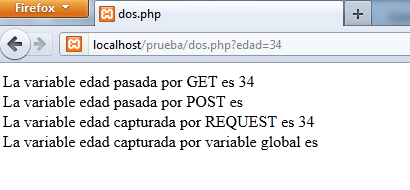 Firefox
dos.php
localhost/prueba/dos.php?edad=34
La variable edad pasada por GET es 34
La variable edad pasada por POST es
La variable edad capturada por REQUEST es 34
La variable edad capturada por variable global es